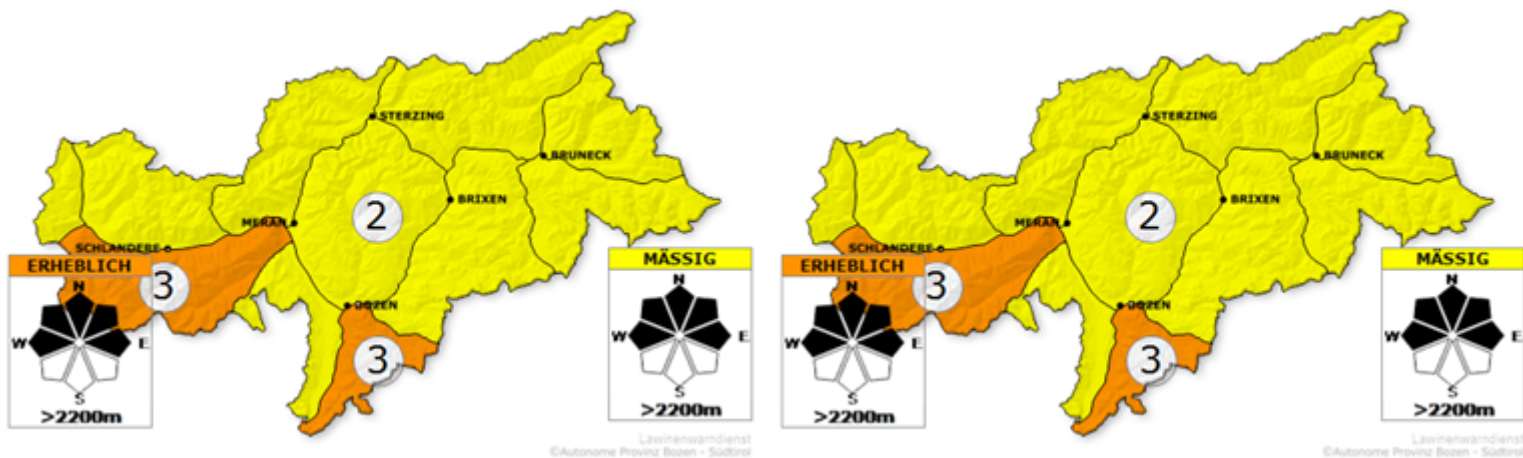 STERZING
BRUNECK
BRIXEN
MERAN
2
SCHLANDERS
ERHEBLICH
MÄSSIG
3
N
N
W
E
W
E
BOZEN
S
S
3
>2200m
>2200m
Lawinenwarndienst
©Autonome Provinz Bozen - Südtirol
STERZING
BRUNECK
BRIXEN
MERAN
2
SCHLANDERS
ERHEBLICH
MÄSSIG
3
N
N
W
E
W
E
BOZEN
S
S
3
>2200m
>2200m
Lawinenwarndienst
©Autonome Provinz Bozen - Südtirol